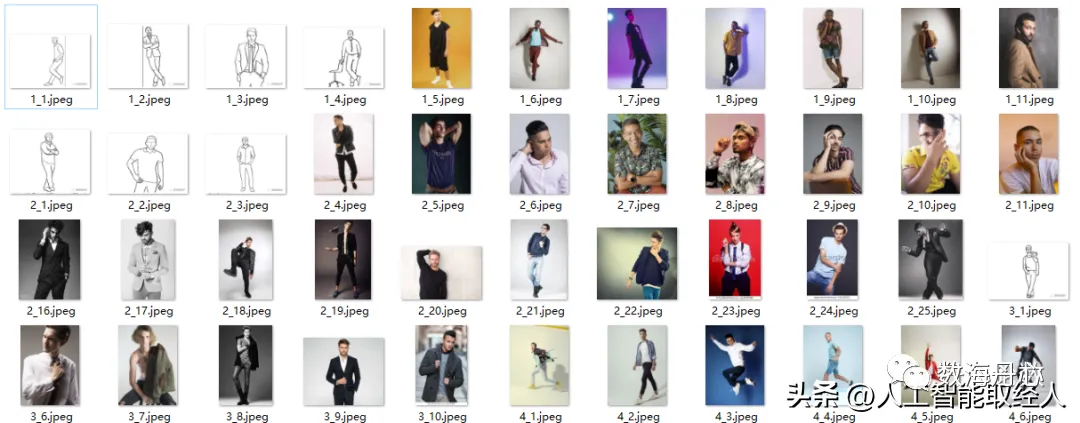 1_1.jpeg 1_2.jpeg 1_3.jpeg 1_4.jpeg 1_5.jpeg 1_6.jpeg 1_7.jpeg 1_8.jpeg 1_9.jpeg 1_10.jpeg 1_11.jpeg
2_1.jpeg 2_2.jpeg 2_3.jpeg 2_4.jpeg 2_5.jpeg 2_6.jpeg 2_7.jpeg 2_8.jpeg 2_9.jpeg 2_10.jpeg 2_11.jpeg
2_16.jpeg 2_17.jpeg 2_18.jpeg 2_19.jpeg 2_20.jpeg 2_21.jpeg 2_22.jpeg 2_23.jpeg 2_24.jpeg 2_25.jpeg 3_1.jpeg
数海丹心
头条 @人工智能取经人
3_6.jpeg 3_7.jpeg 3_8.jpeg 3_9.jpeg 3_10.jpeg 4_1.jpeg 4_2.jpeg 4_3.jpeg 4_4.jpeg 4_5.jpeg 4_6.jpeg